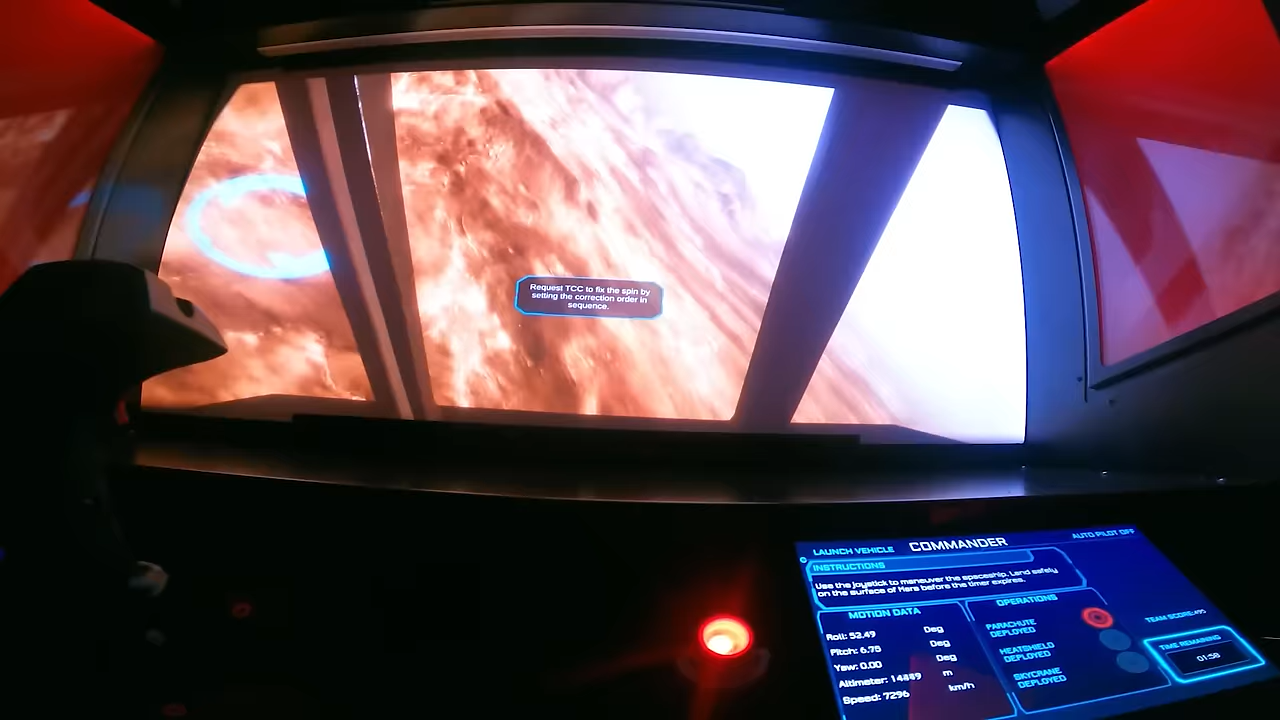 Request TCC to fix the spin by
setting the correction order in
sequence.
LAUNCH VEHICLE
COMMANDER
AUTO PILOT OFF
INSTRUCTIONS
Use the joystick to maneuver the spaceship. Land safely
on the surface of Mars before the timer expires.
MOTION DATA
Roll: 52.49 Deg
Pitch: 6.75 Deg
Yaw: 0.00 Deg
Altimeter: 14889 m
Speed: 7296 km/h
OPERATIONS
PARACHUTE
DEPLOYED
HEATSHIELD
DEPLOYED
SKYCRANE
DEPLOYED
TEAM SCORE:495
TIME REMAINING
01:58